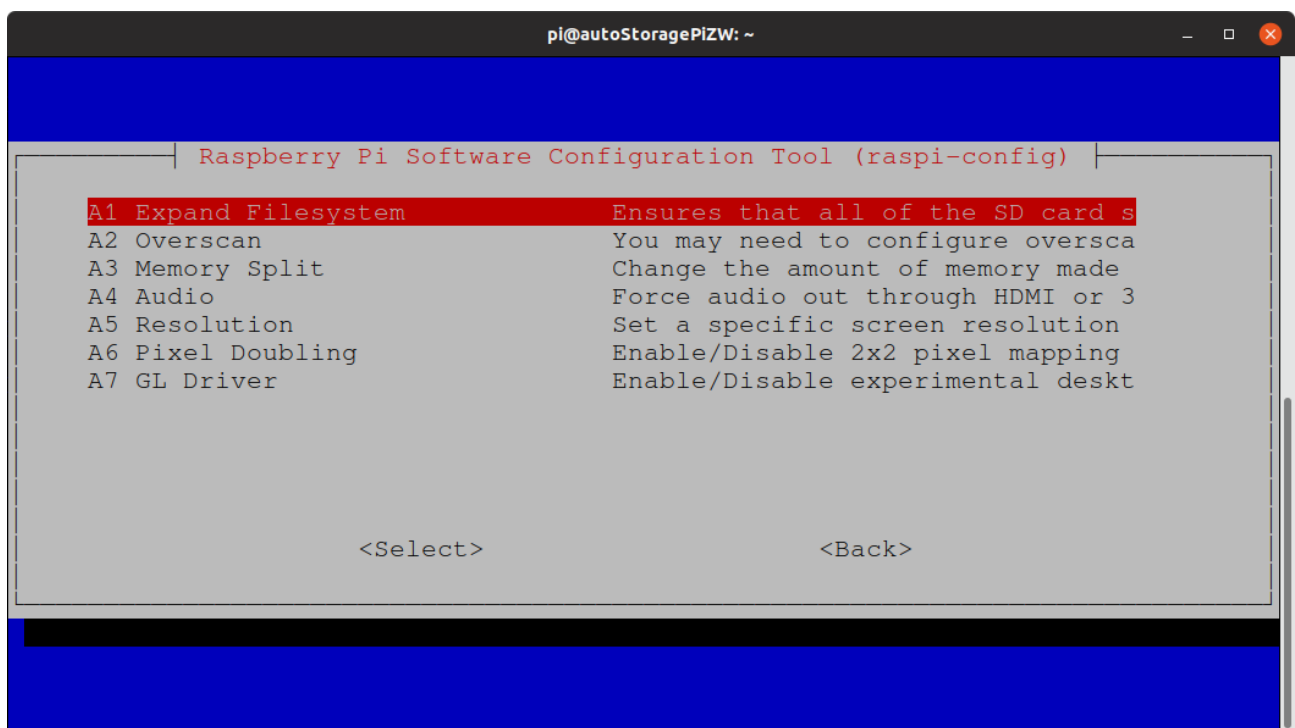 pi@autoStoragePiZW: ~
Raspberry Pi Software Configuration Tool (raspi-config)
A1 Expand Filesystem Ensures that all of the SD card s
A2 Overscan You may need to configure oversca
A3 Memory Split Change the amount of memory made
A4 Audio Force audio out through HDMI or 3
A5 Resolution Set a specific screen resolution
A6 Pixel Doubling Enable/Disable 2x2 pixel mapping
A7 GL Driver Enable/Disable experimental deskt
<Select> <Back>